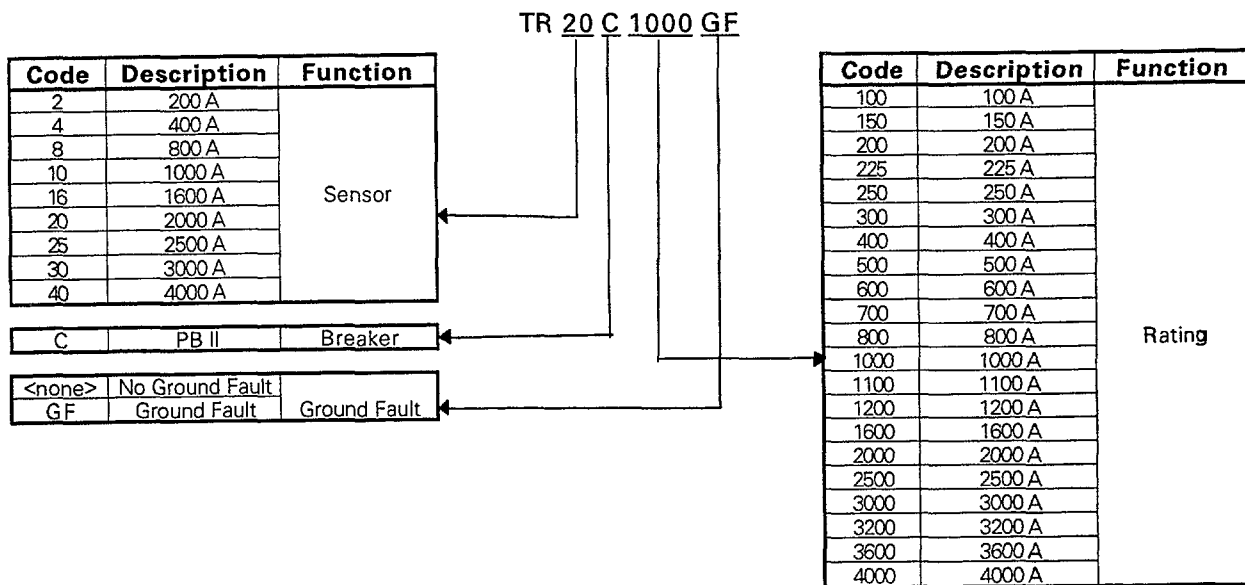 TR 20 C 1000 GF
Code Description Function
2 200 A
4 400 A
8 800 A
10 1000 A
16 1600 A
20 2000 A
25 2500 A
30 3000 A
40 4000 A
Sensor
C PB II Breaker
<none> No Ground Fault
GF Ground Fault
Ground Fault
Code Description Function
100 100 A
150 150 A
200 200 A
225 225 A
250 250 A
300 300 A
400 400 A
500 500 A
600 600 A
700 700 A
800 800 A
1000 1000 A
1100 1100 A
1200 1200 A
1600 1600 A
2000 2000 A
2500 2500 A
3000 3000 A
3200 3200 A
3600 3600 A
4000 4000 A
Rating